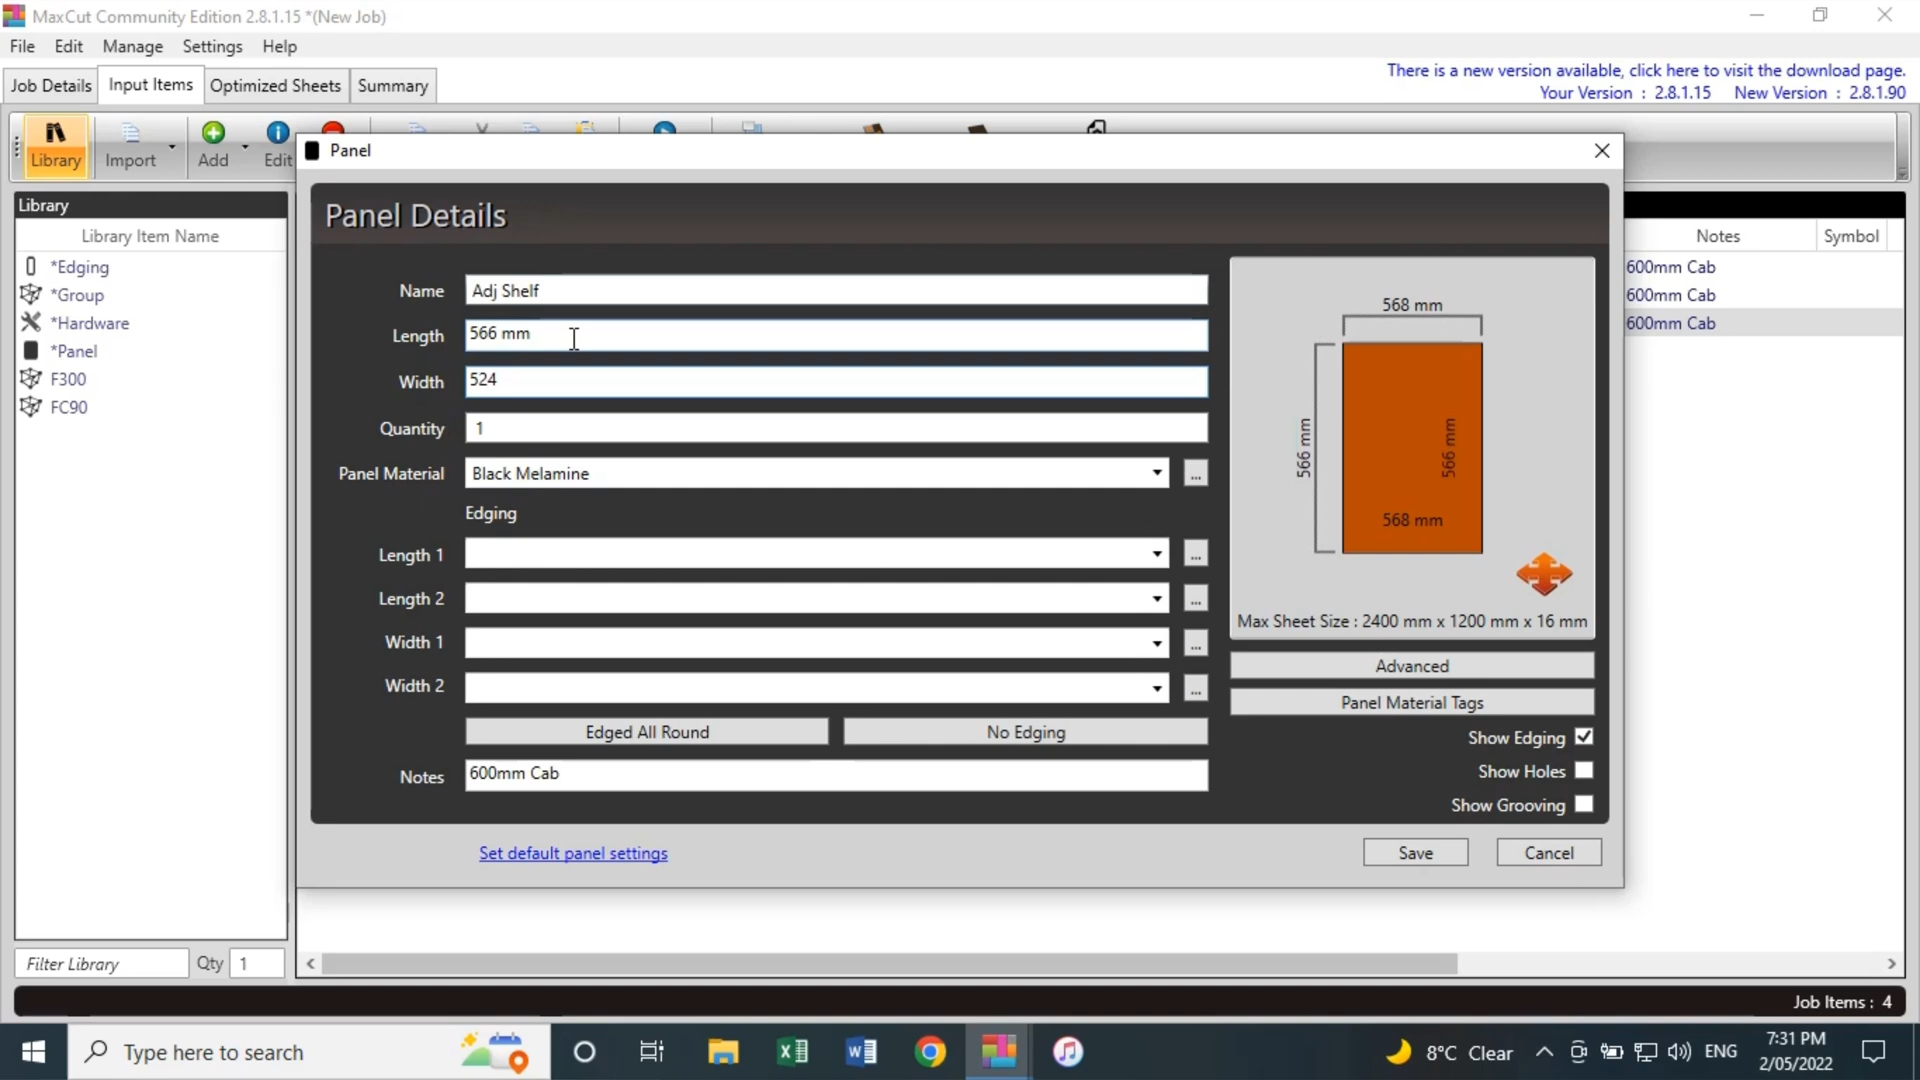 MaxCut Community Edition 2.8.1.15 *(New Job)
File Edit Manage Settings Help
Job Details Input Items Optimized Sheets Summary
There is a new version available, click here to visit the download page.
Your Version : 2.8.1.15 New Version : 2.8.1.90
Library Import Add Edit
Panel
Library
Library Item Name
*Edging
*Group
*Hardware
*Panel
F300
FC90
Panel Details
Name Adj Shelf
Length 566 mm
Width 524
Quantity 1
Panel Material Black Melamine ...
Edging
Length 1 ...
Length 2 ...
Width 1 ...
Width 2 ...
Edged All Round No Edging
Notes 600mm Cab
568 mm
566 mm
566 mm
568 mm
Max Sheet Size : 2400 mm x 1200 mm x 16 mm
Advanced
Panel Material Tags
Show Edging
Show Holes
Show Grooving
Set default panel settings
Save Cancel
Notes Symbol
600mm Cab
600mm Cab
600mm Cab
Filter Library Qty 1
Job Items : 4
Type here to search
8°C Clear ENG
7:31 PM
2/05/2022